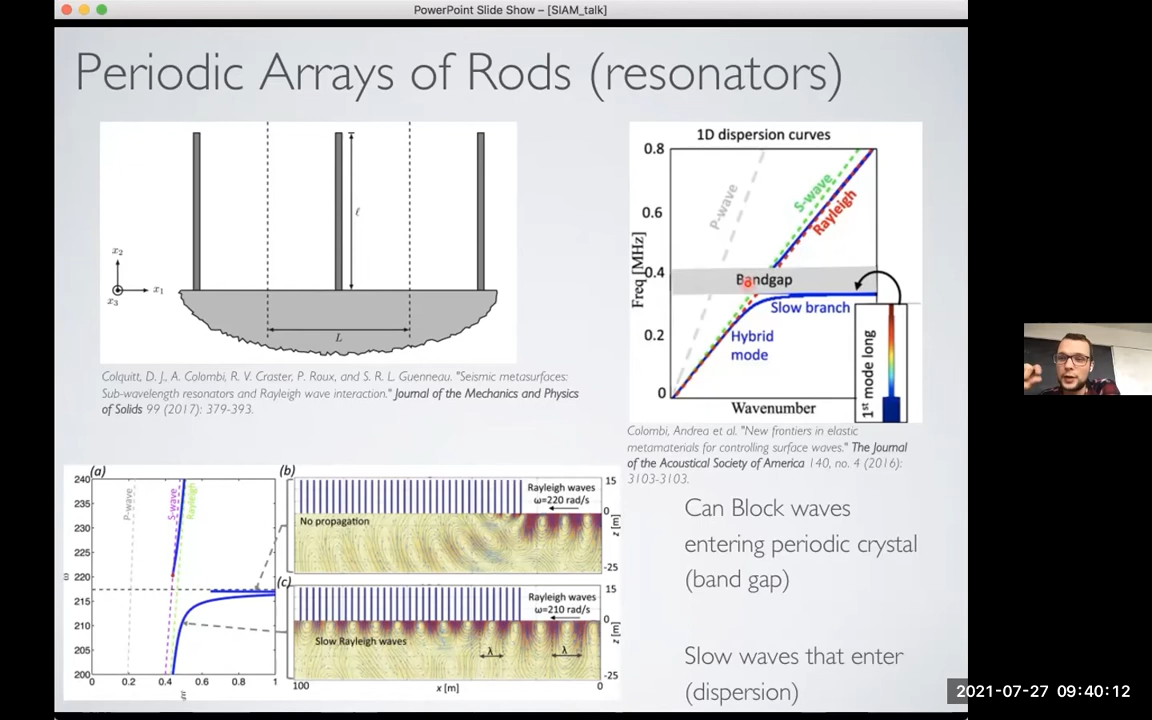 PowerPoint Slide Show – [SIAM_talk]
Periodic Arrays of Rods (resonators)
x₂
x₁
x₃
ℓ
L
Colquitt, D. J., A. Colombi, R. V. Craster, P. Roux, and S. R. L. Guenneau. "Seismic metasurfaces:
Sub-wavelength resonators and Rayleigh wave interaction." Journal of the Mechanics and Physics
of Solids 99 (2017): 379-393.
1D dispersion curves
0.8
0.6
0.4
0.2
0
Freq [MHz]
P-wave
S-wave
Rayleigh
Bandgap
Slow branch
Hybrid
mode
1st mode long
Wavenumber
Colombi, Andrea et al. "New frontiers in elastic
metamaterials for controlling surface waves." The Journal
of the Acoustical Society of America 140, no. 4 (2016):
3103-3103.
(a)
240
235
230
225
220
215
210
205
200
0 0.2 0.4 0.6 0.8 1
P-wave
S-wave
Rayleigh
(b)
Rayleigh waves
ω=220 rad/s
No propagation
15
0
-25
z [m]
(c)
Rayleigh waves
ω=210 rad/s
Slow Rayleigh waves
λ
λ
15
0
-25
z [m]
100 x [m] 0
Can Block waves
entering periodic crystal
(band gap)
Slow waves that enter
(dispersion)
2021-07-27 09:40:12